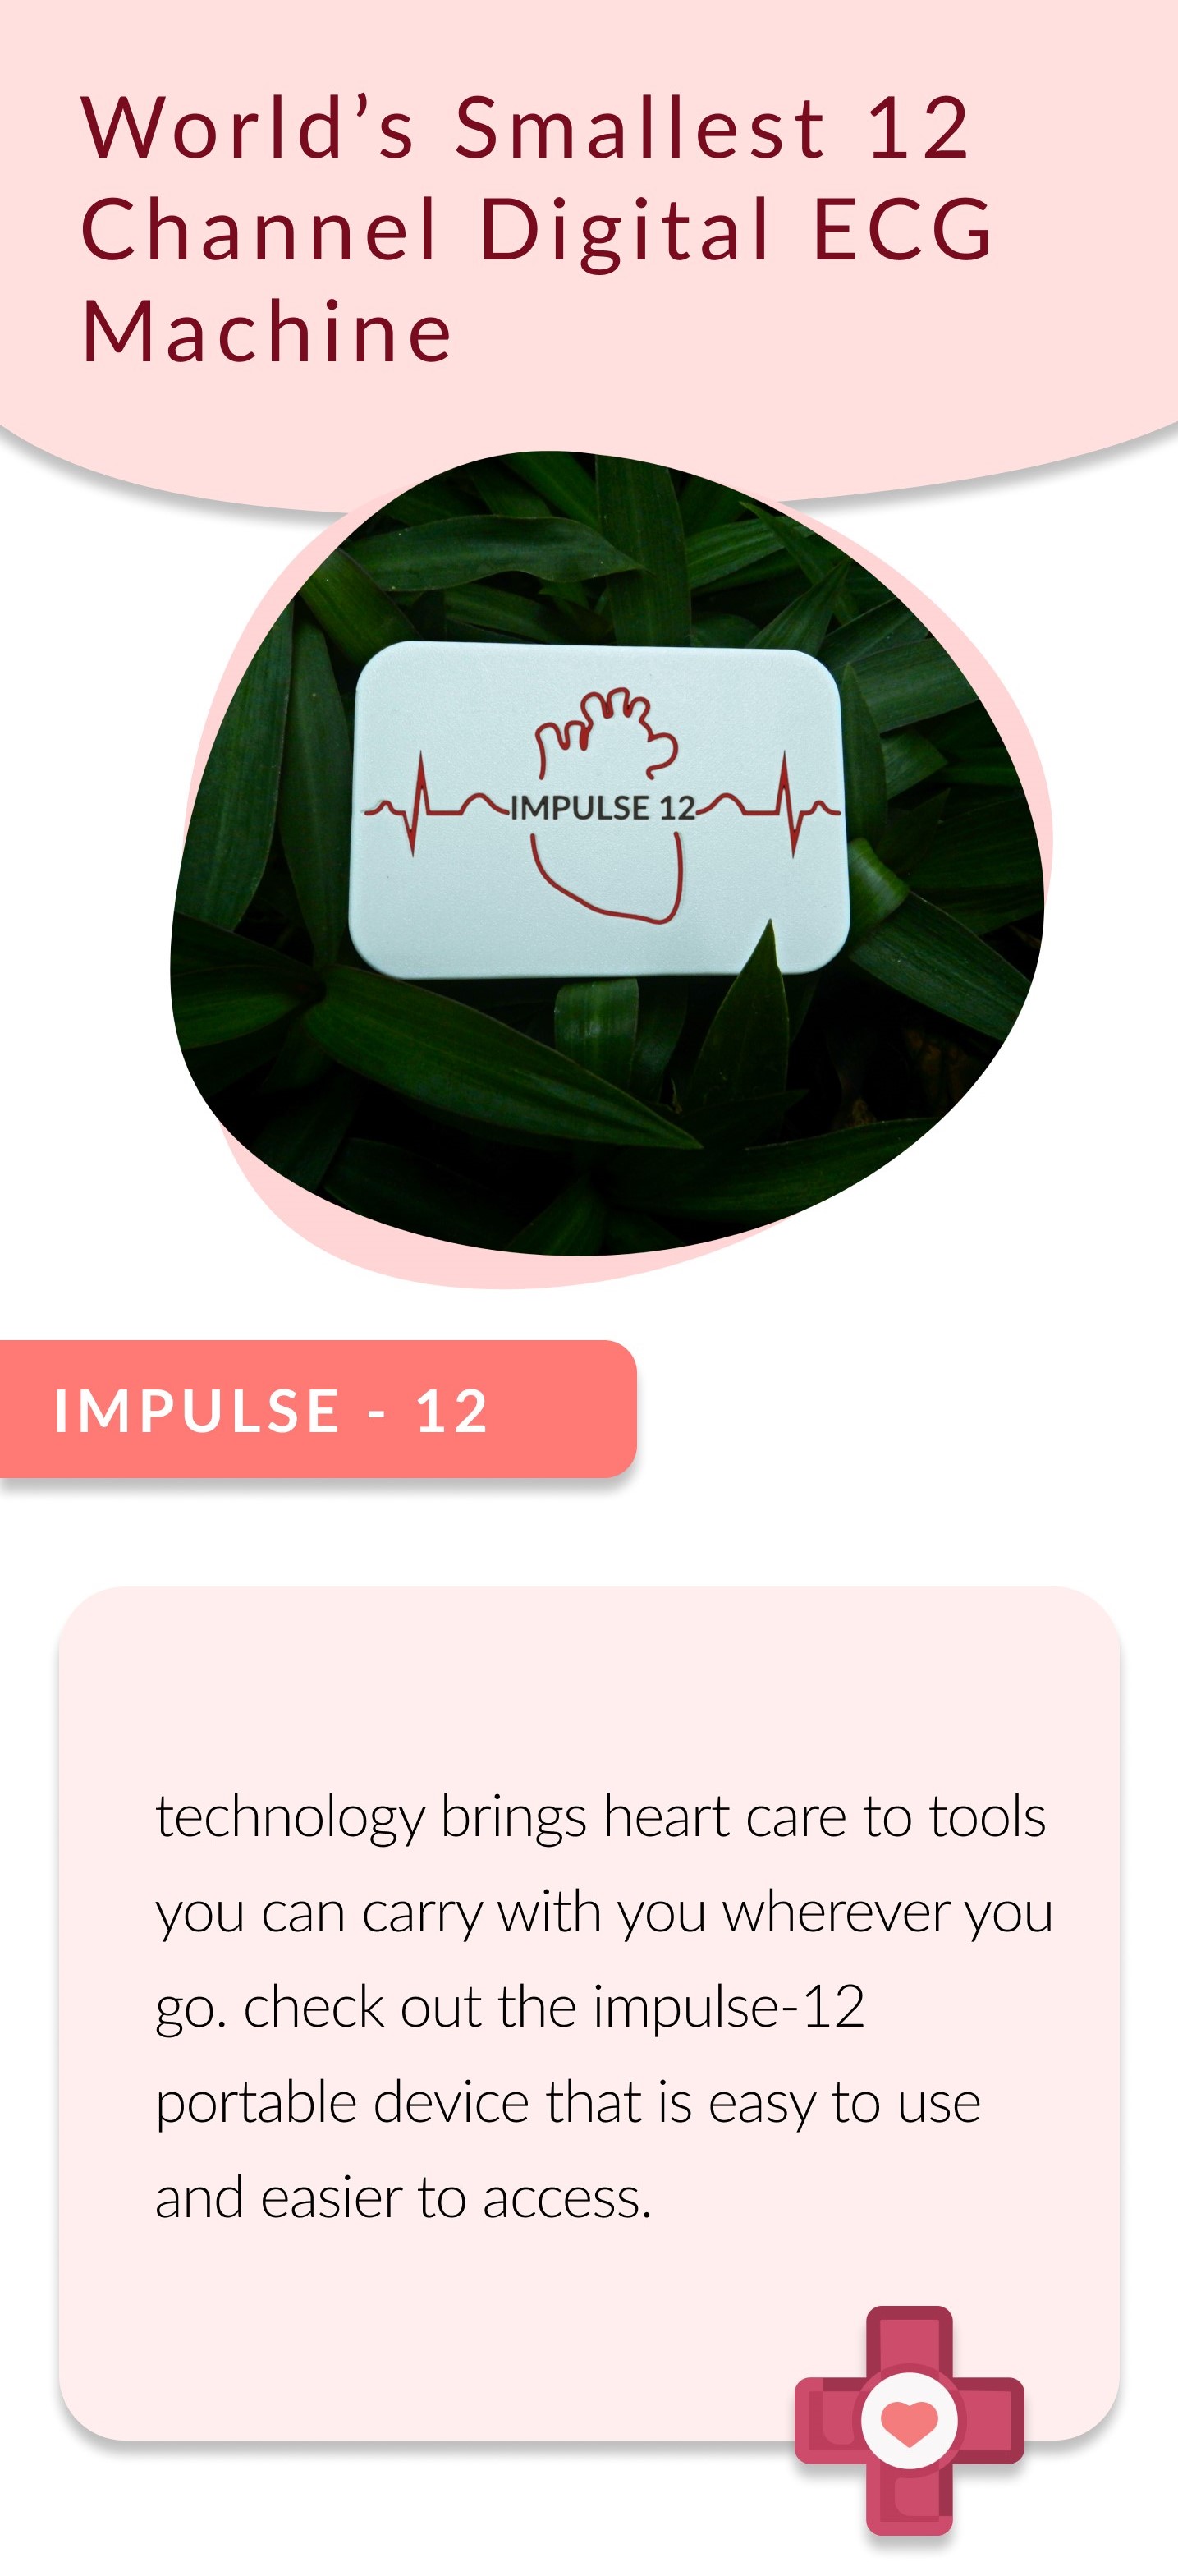 World’s Smallest 12
Channel Digital ECG
Machine
IMPULSE 12
IMPULSE - 12
technology brings heart care to tools
you can carry with you wherever you
go. check out the impulse-12
portable device that is easy to use
and easier to access.